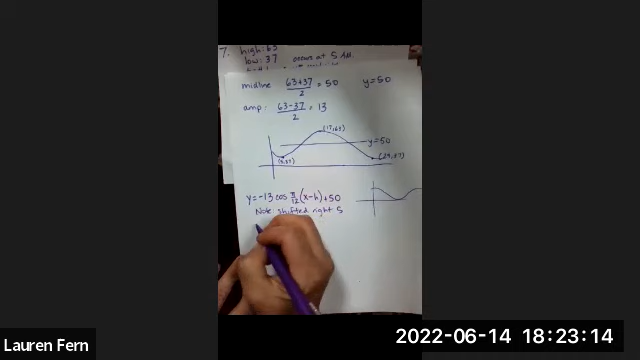 7. high: 63
low: 37 occurs at 5 AM.
midline 63+37/2 = 50 y=50
amp. 63-37/2 = 13
(17,63)
y=50
(5,37) (29,37)
y=-13 cos π/12 (x-h) +50
Note: shifted right 5
Lauren Fern
2022-06-14 18:23:14